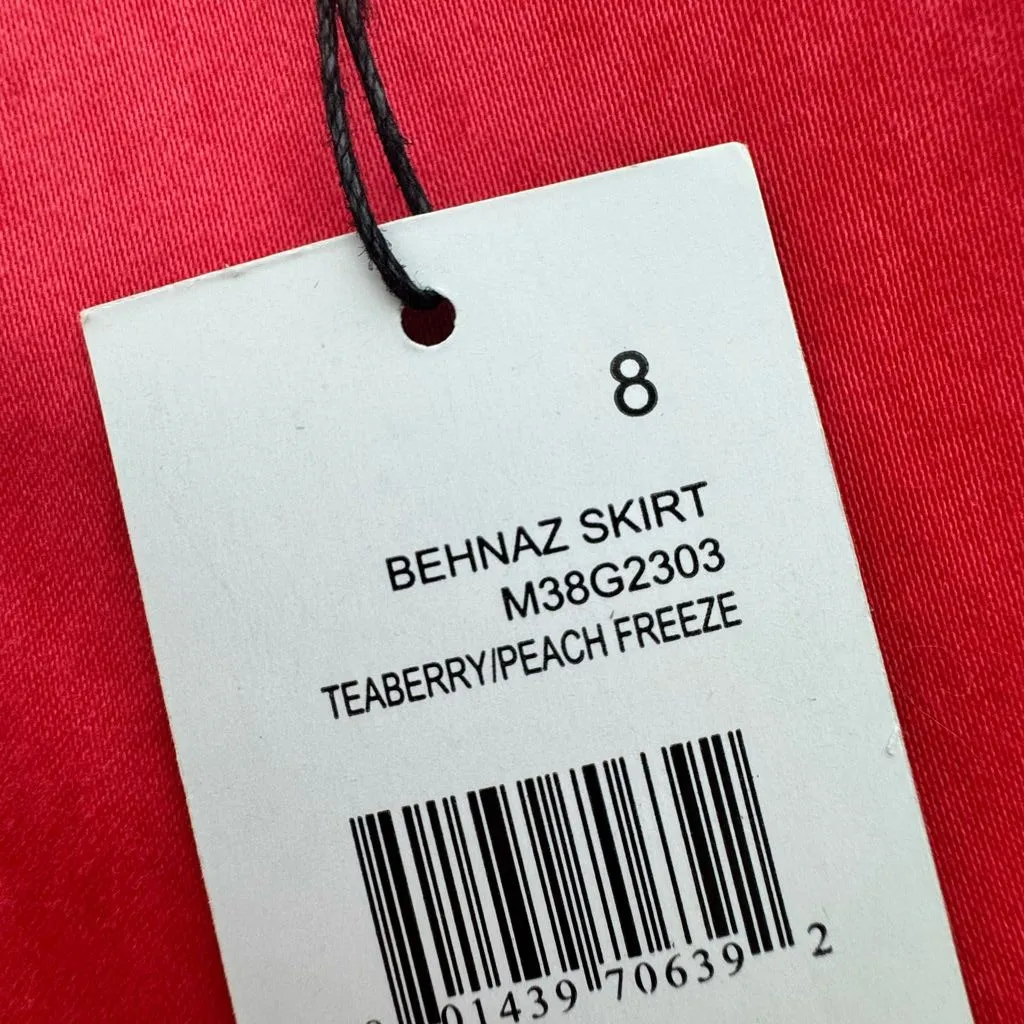 8
BEHNAZ SKIRT
M38G2303
TEABERRY/PEACH FREEZE
01439 70639 2